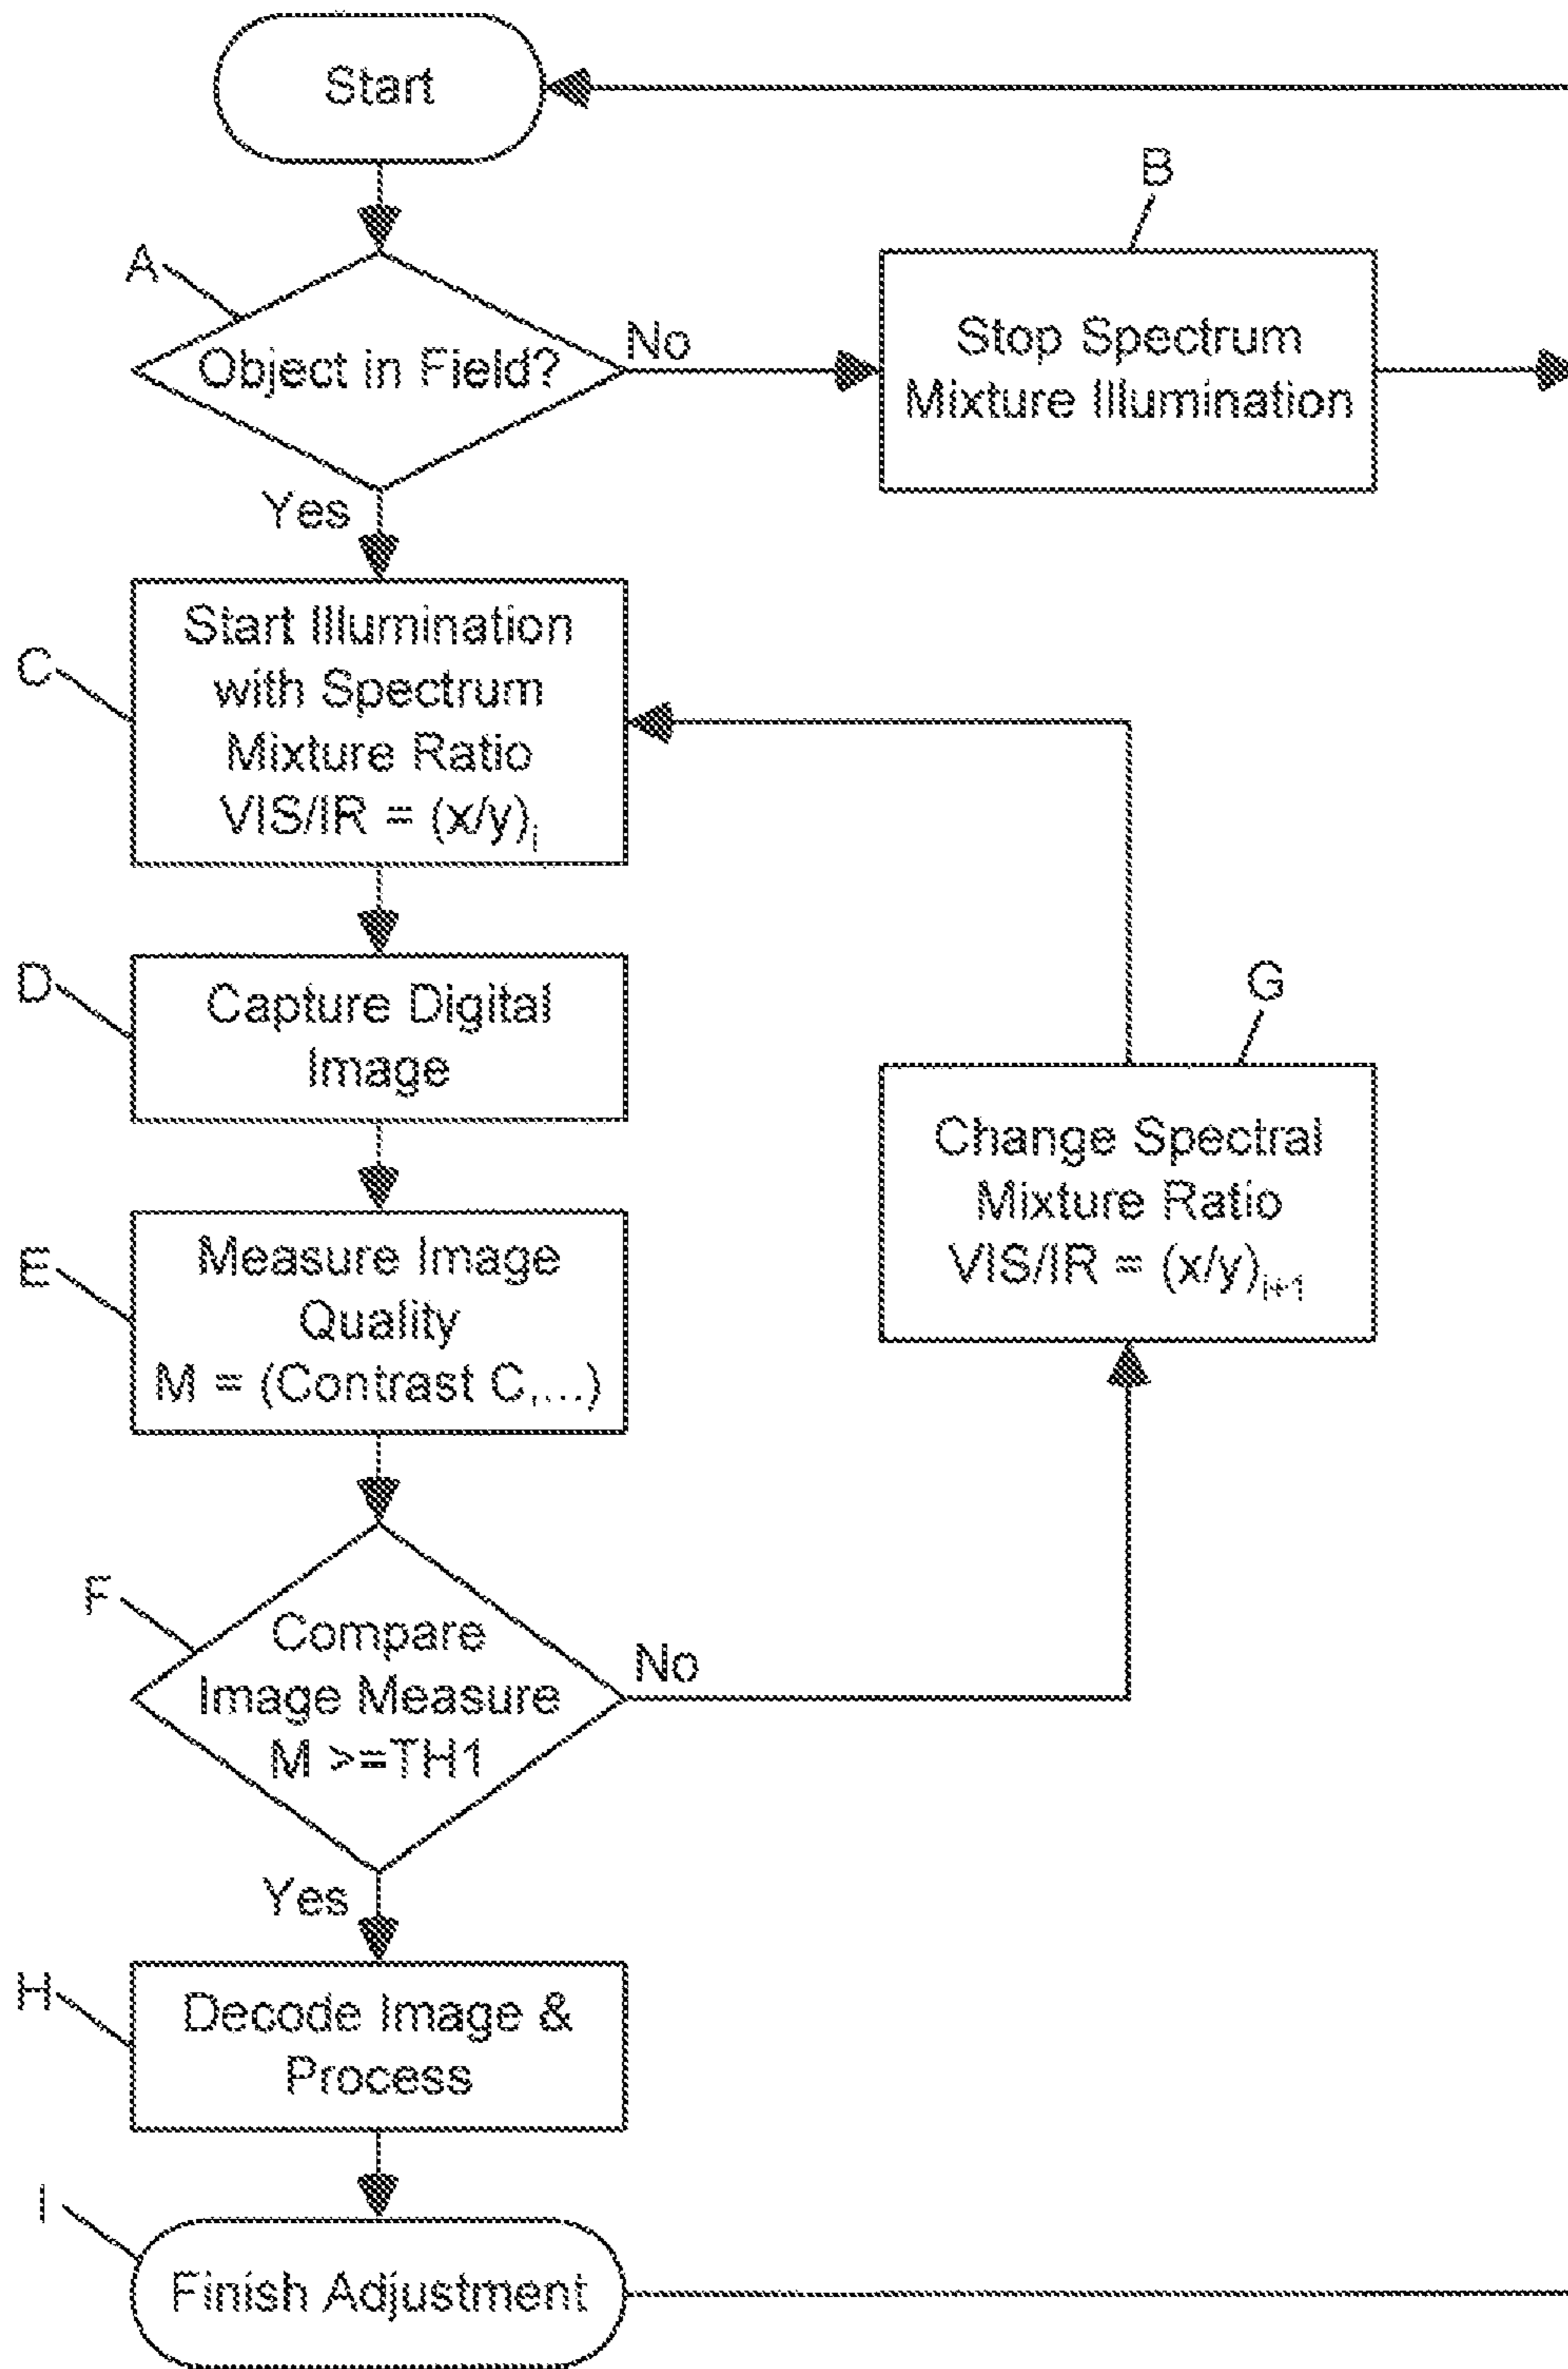 Start
A
Object in Field?
No
B
Stop Spectrum
Mixture Illumination
Yes
C
Start Illumination
with Spectrum
Mixture Ratio
VIS/IR = (x/y)i
D
Capture Digital
Image
G
Change Spectral
Mixture Ratio
VIS/IR = (x/y)i+1
E
Measure Image
Quality
M = (Contrast C,...)
F
Compare
Image Measure
M >=TH1
No
Yes
H
Decode Image &
Process
I
Finish Adjustment